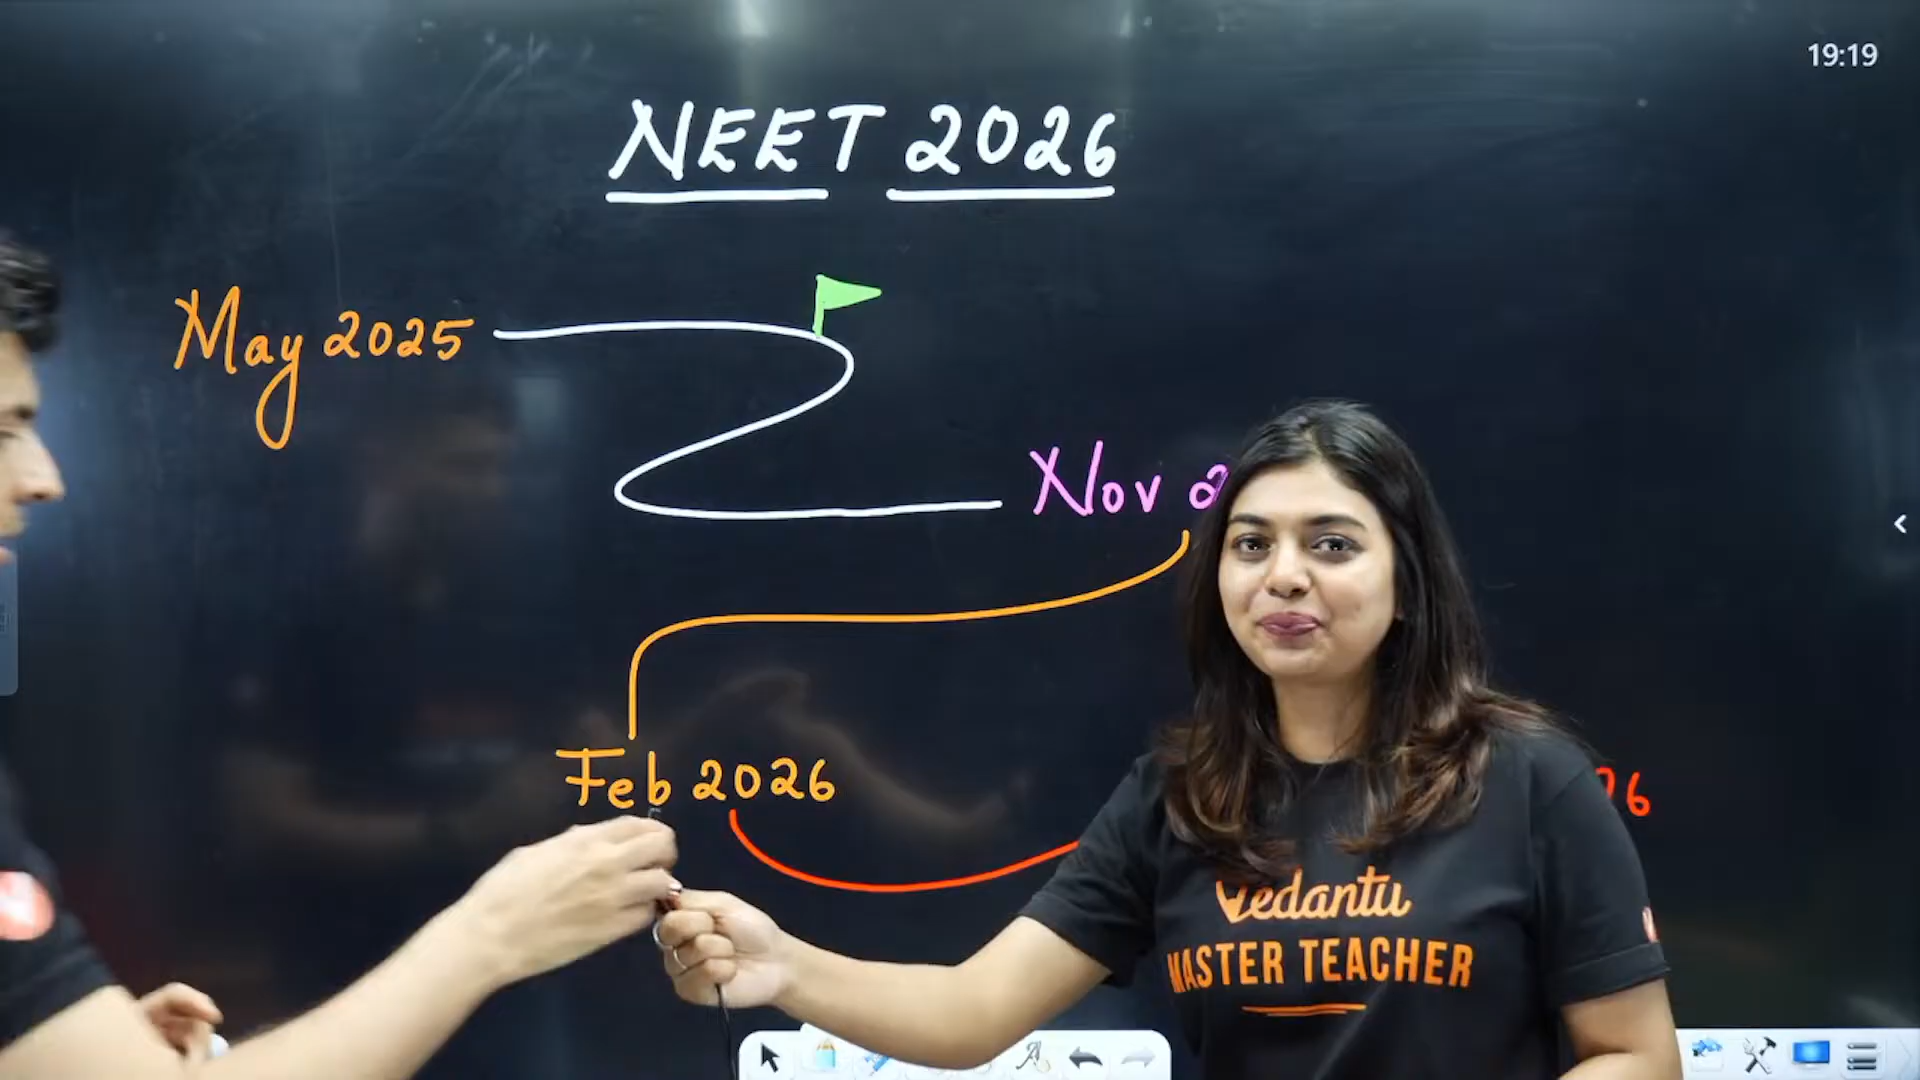 19:19
NEET 2026
May 2025
Nov
Feb 2026
Vedantu
MASTER TEACHER